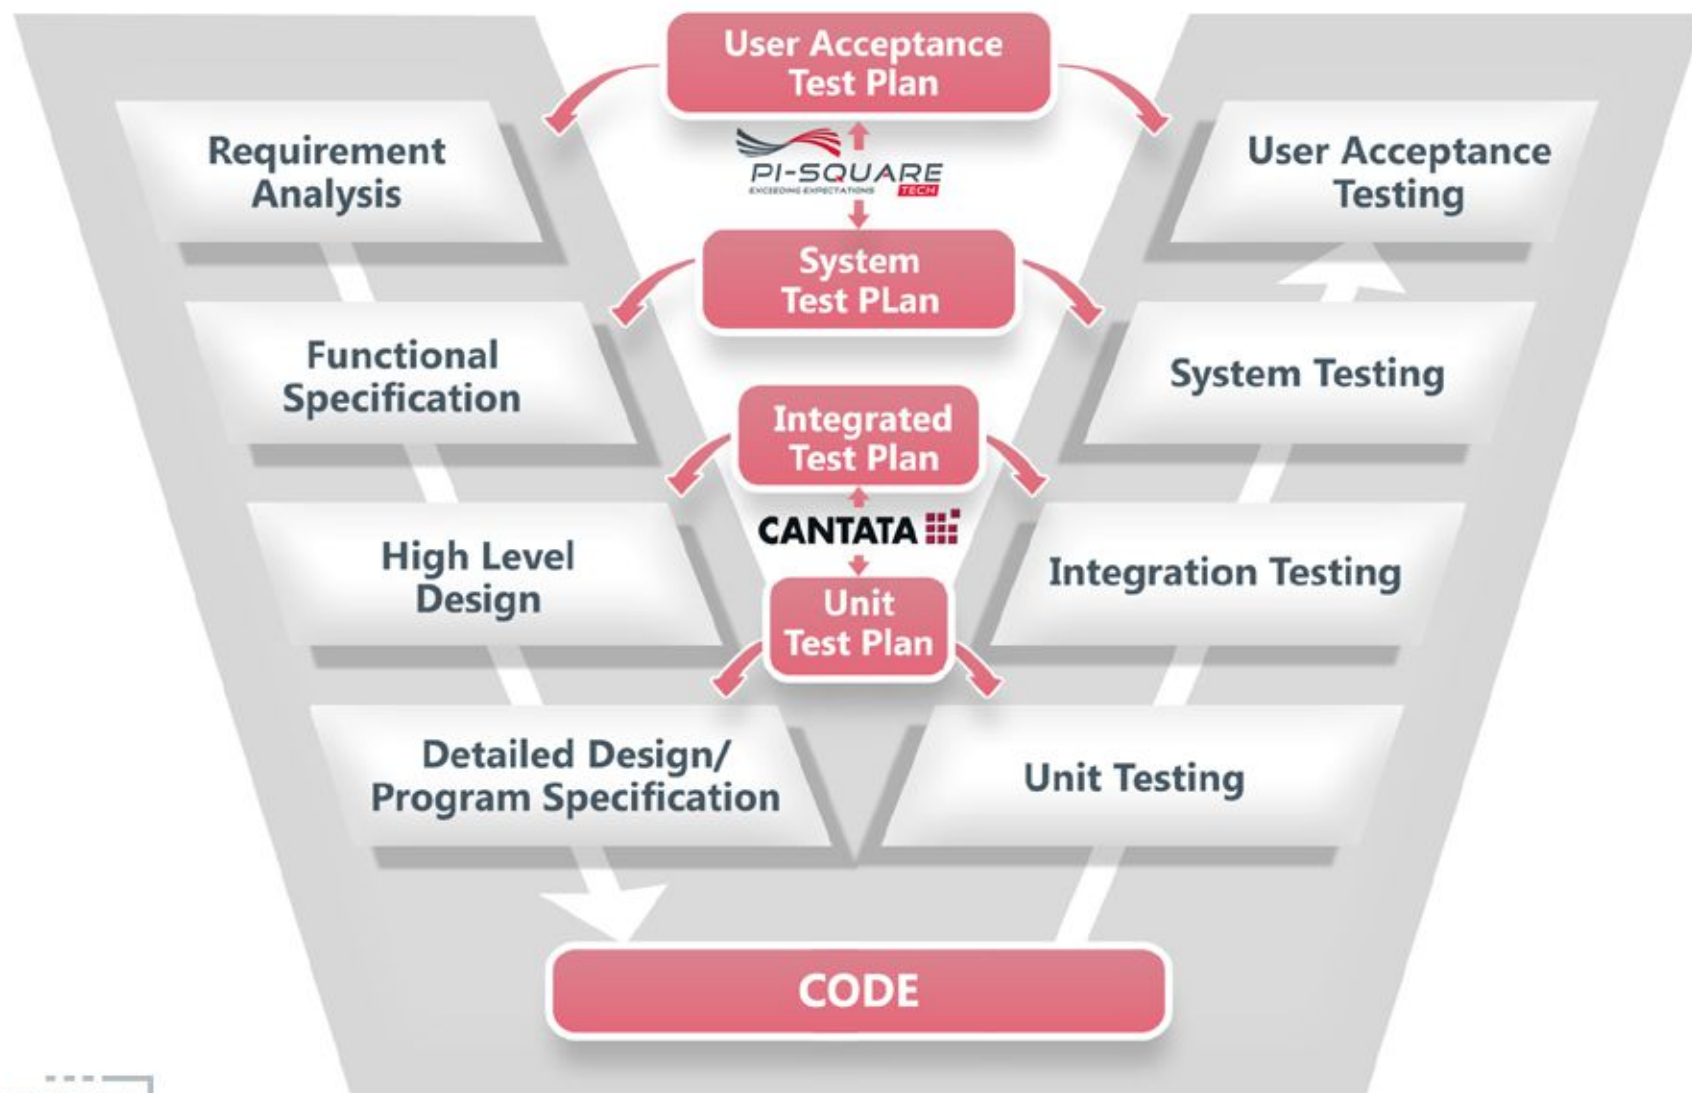 User Acceptance
Test Plan
Requirement
Analysis
PI-SQUARE
EXCEEDING EXPECTATIONS
TECH
User Acceptance
Testing
System
Test PLan
Functional
Specification
System Testing
Integrated
Test Plan
CANTATA
High Level
Design
Integration Testing
Unit
Test Plan
Detailed Design/
Program Specification
Unit Testing
CODE